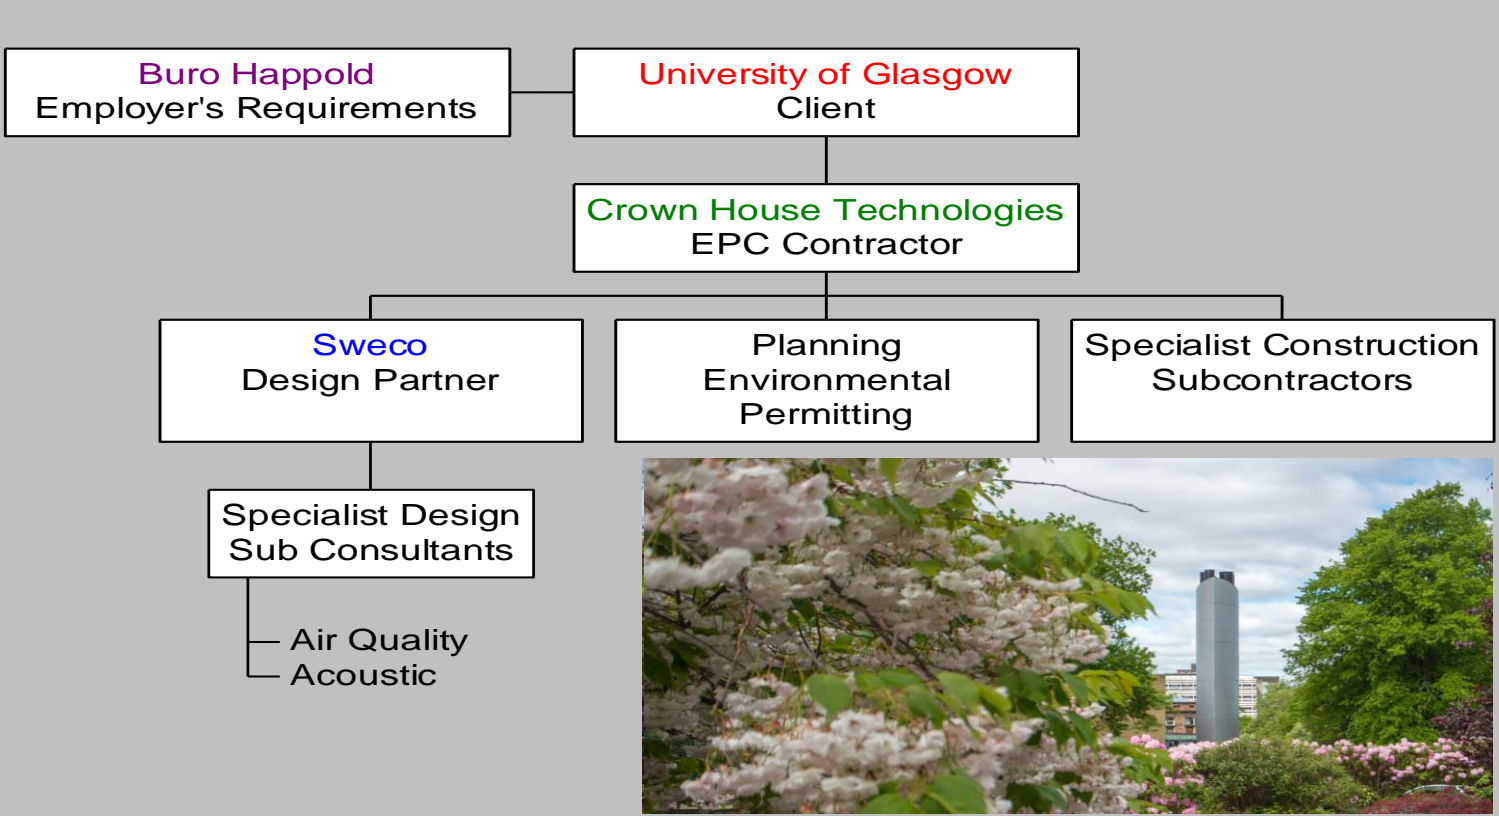 Buro Happold
Employer's Requirements
University of Glasgow
Client
Crown House Technologies
EPC Contractor
Sweco
Design Partner
Planning
Environmental
Permitting
Specialist Construction
Subcontractors
Specialist Design
Sub Consultants
Air Quality
Acoustic